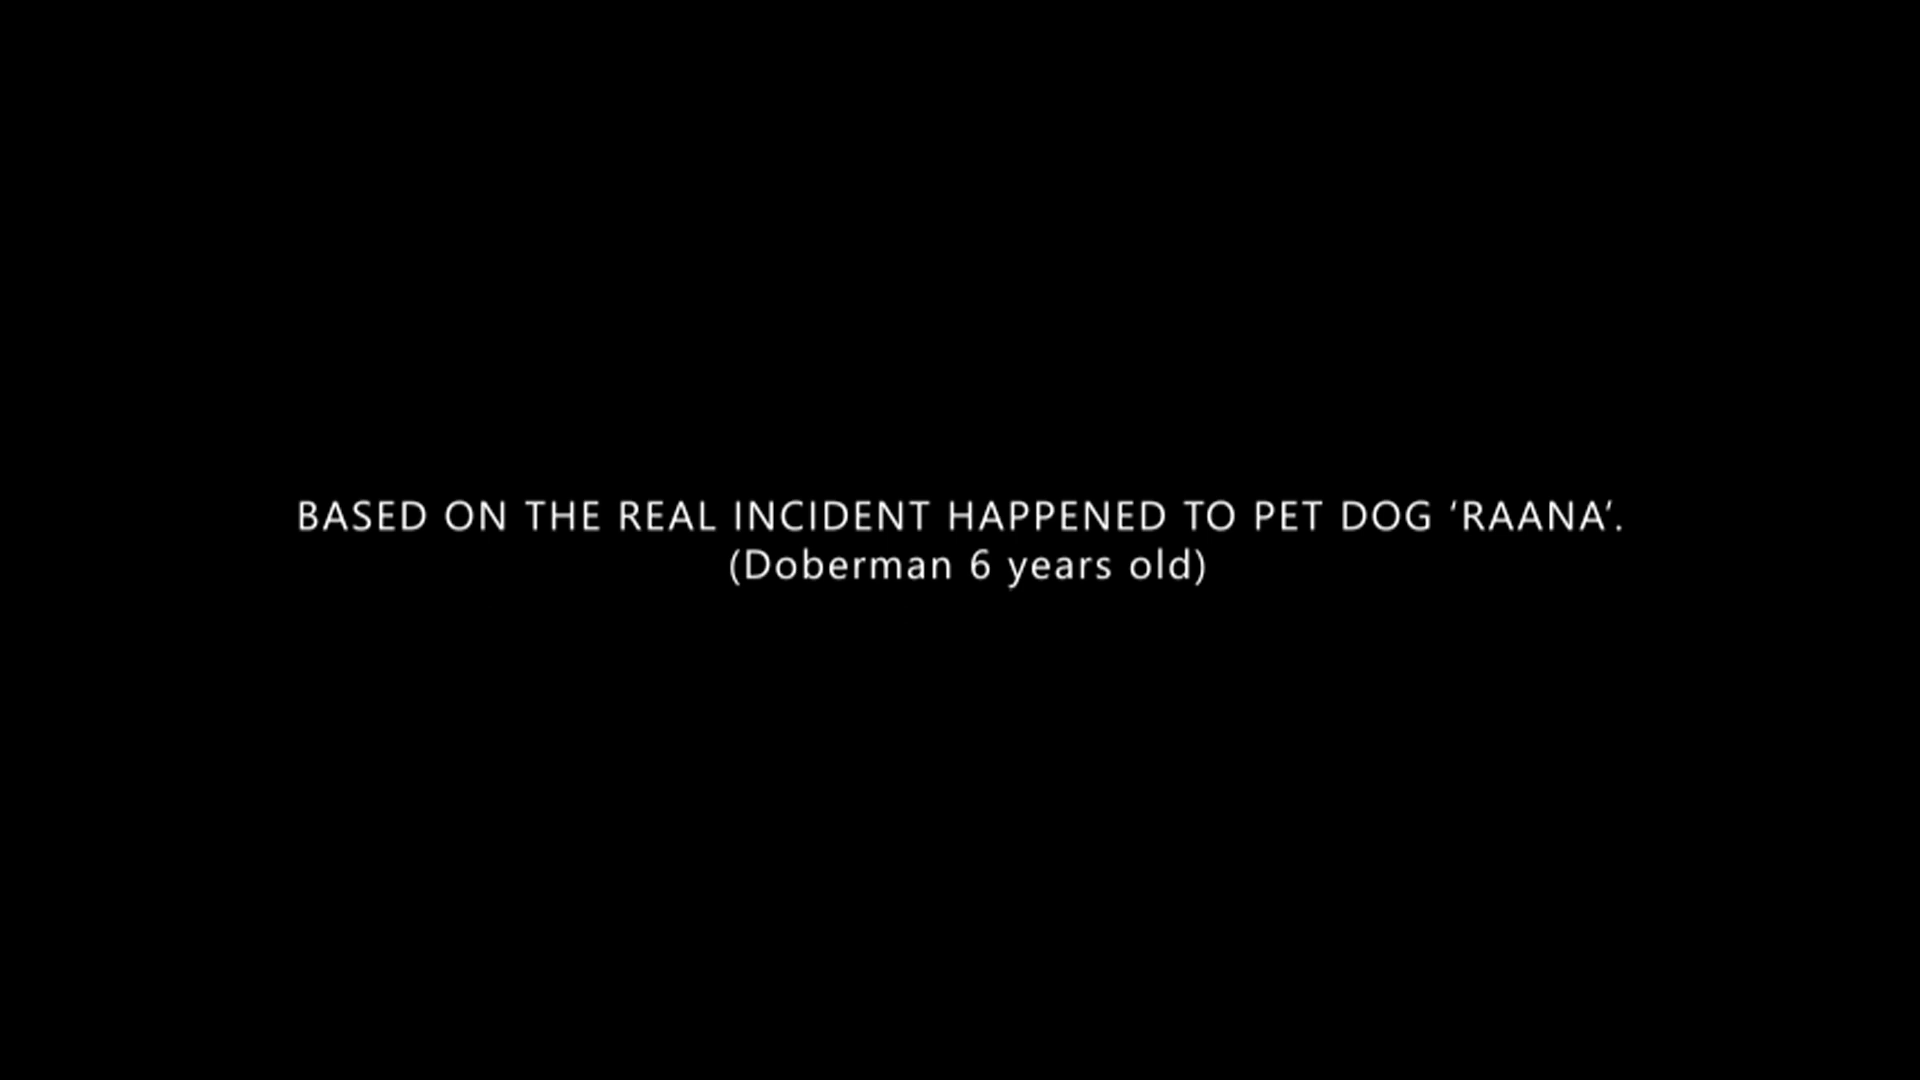 BASED ON THE REAL INCIDENT HAPPENED TO PET DOG ‘RAANA’.
(Doberman 6 years old)